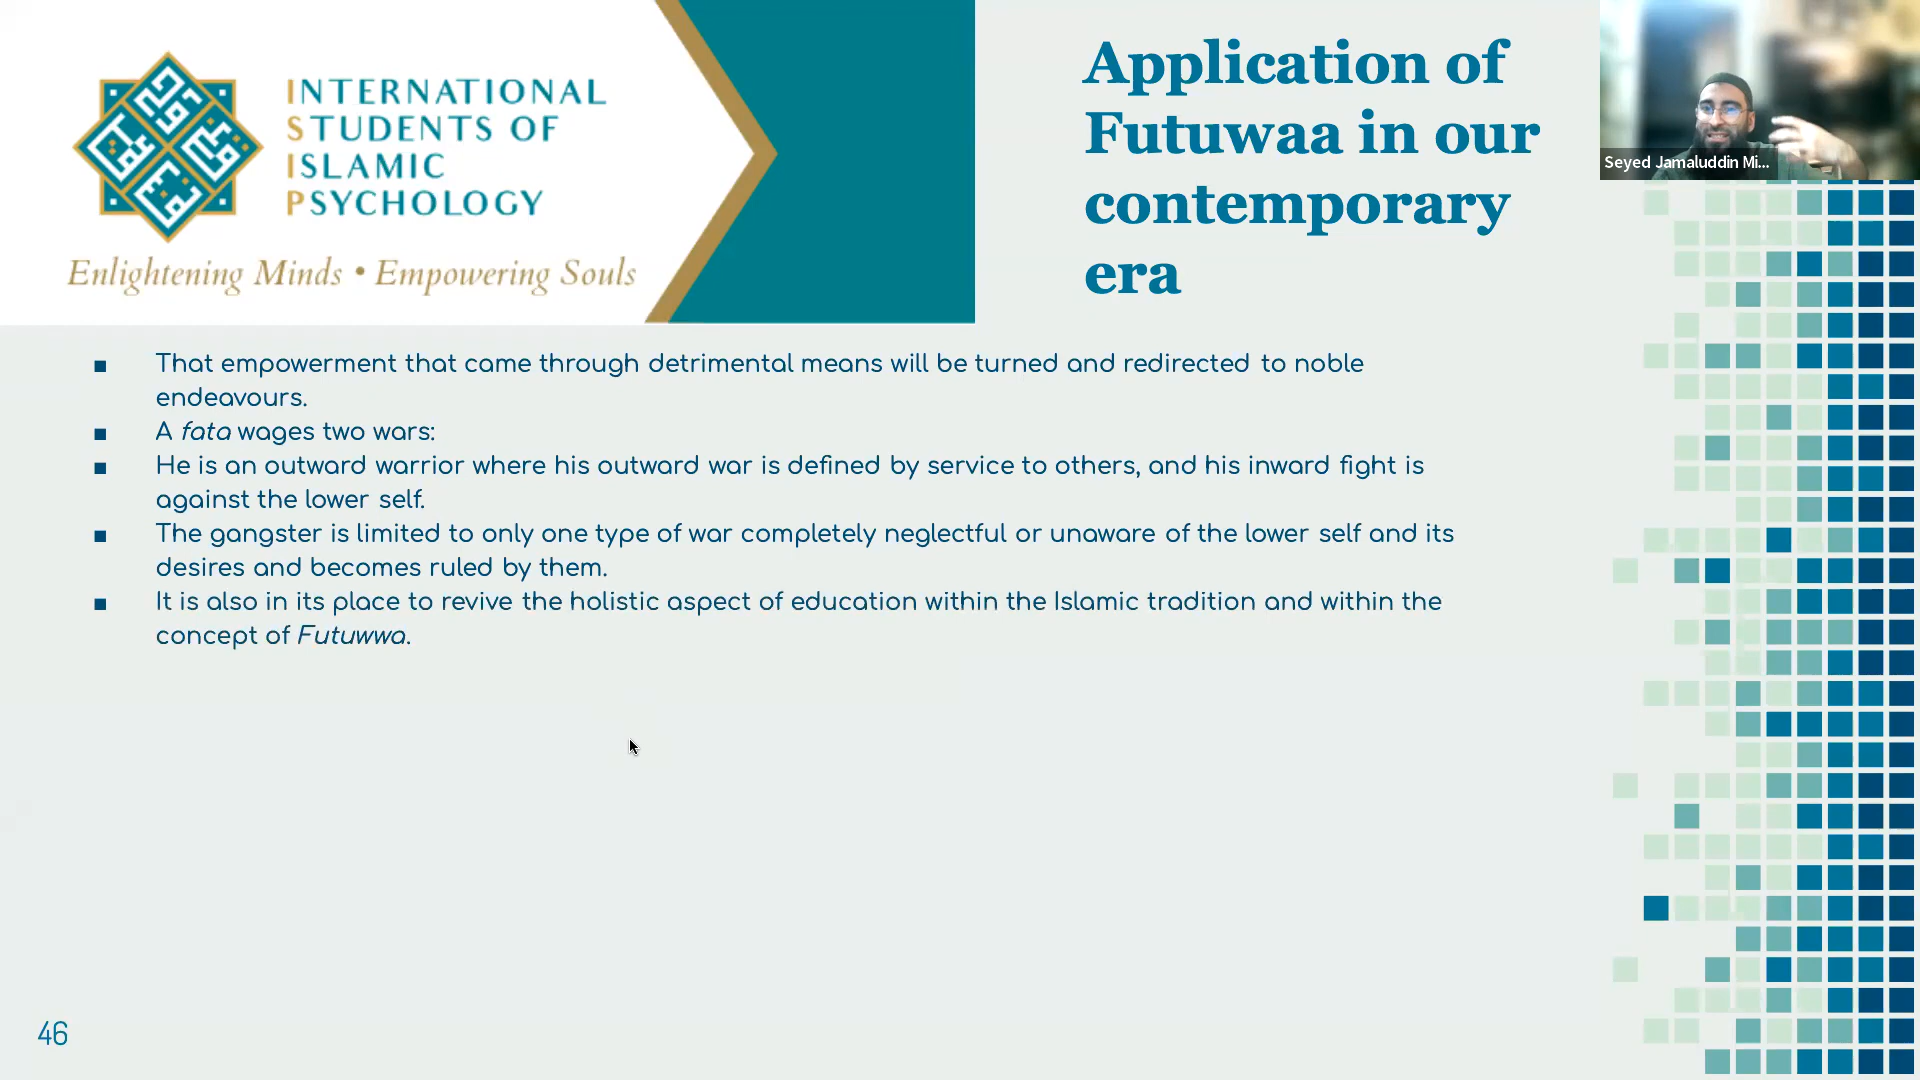 INTERNATIONAL
STUDENTS OF
ISLAMIC
PSYCHOLOGY
Enlightening Minds • Empowering Souls
Application of
Futuwaa in our
contemporary
era
Seyed Jamaluddin Mi...
■ That empowerment that came through detrimental means will be turned and redirected to noble
endeavours.
■ A fata wages two wars:
■ He is an outward warrior where his outward war is defined by service to others, and his inward fight is
against the lower self.
■ The gangster is limited to only one type of war completely neglectful or unaware of the lower self and its
desires and becomes ruled by them.
■ It is also in its place to revive the holistic aspect of education within the Islamic tradition and within the
concept of Futuwwa.
46